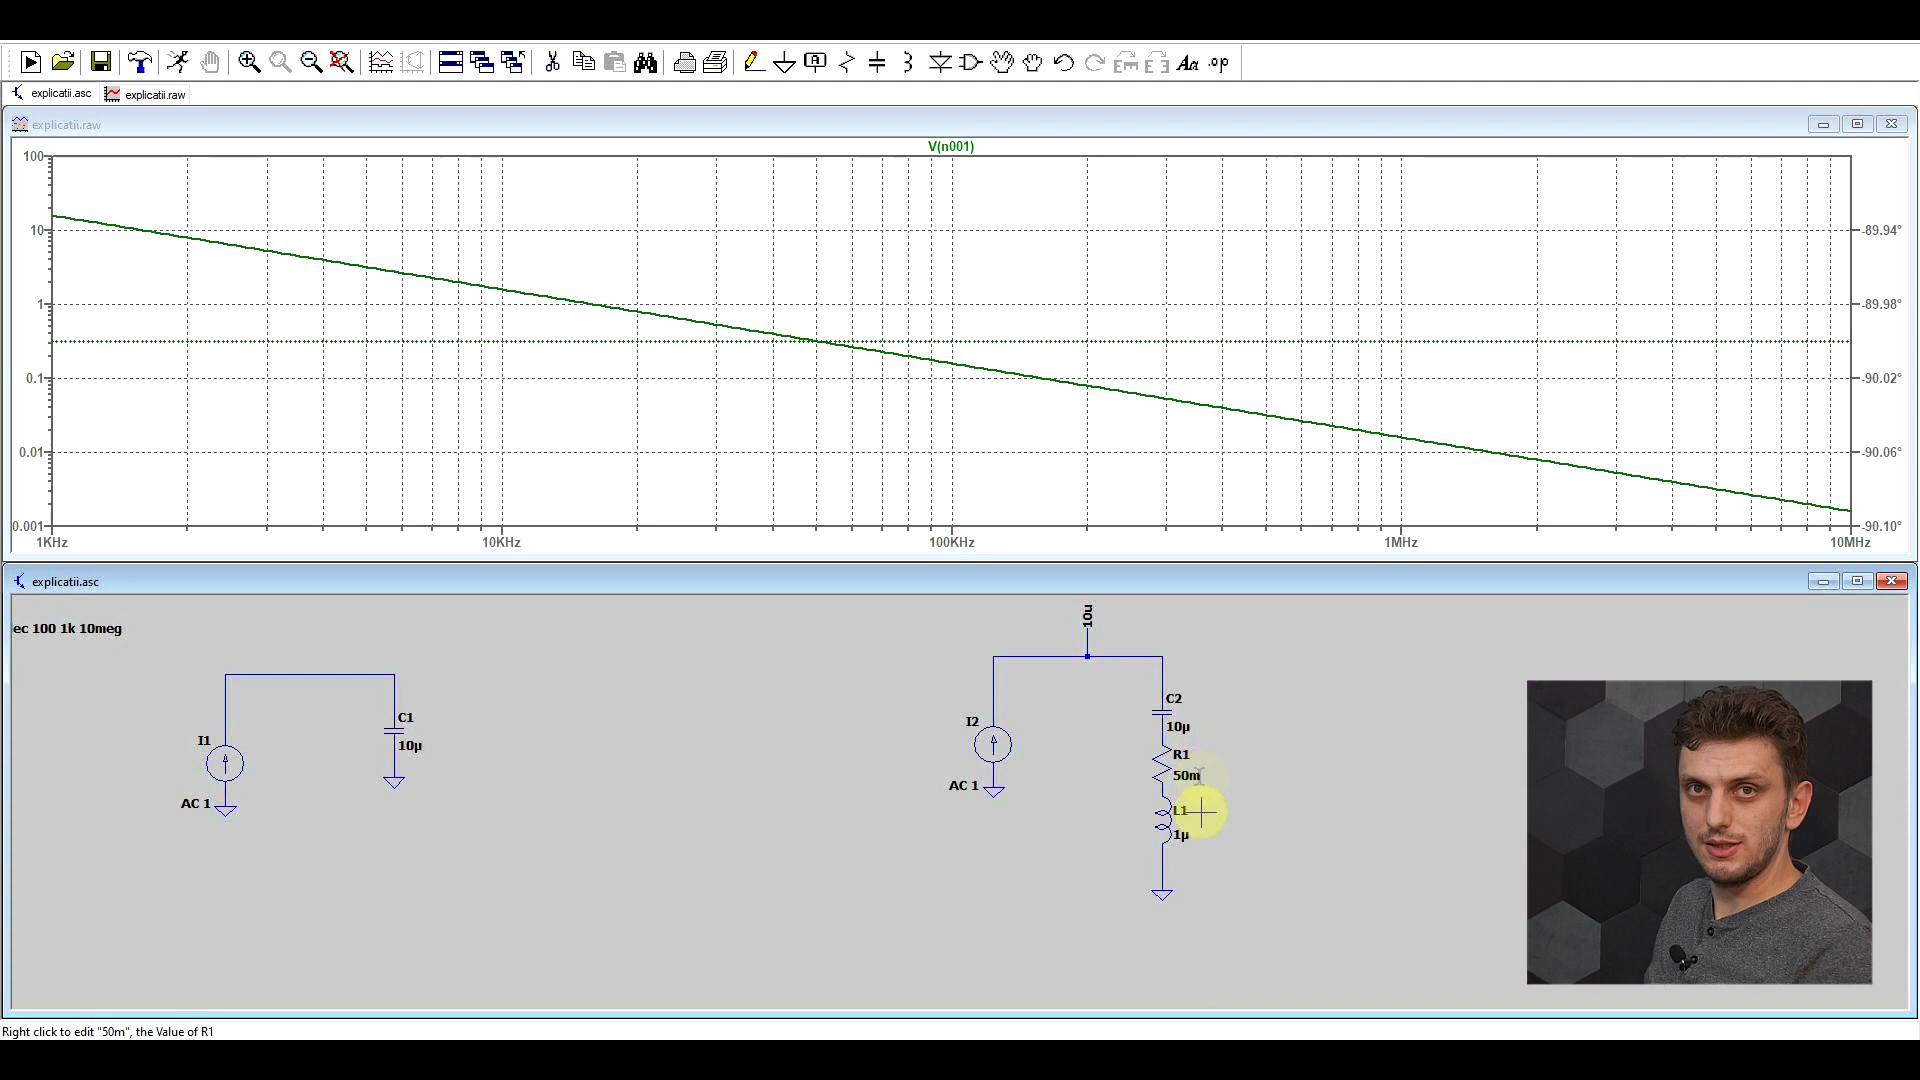 explicatii.asc explicatii.raw
explicatii.raw
V(n001)
100
10
1
0.1
0.01
0.001
-89.94°
-89.98°
-90.02°
-90.06°
-90.10°
1KHz 10KHz 100KHz 1MHz 10MHz
explicatii.asc
ec 100 1k 10meg
10u
C1
10µ
I1
AC 1
C2
10µ
I2
R1
50m
AC 1
L1
1µ
Right click to edit "50m", the Value of R1